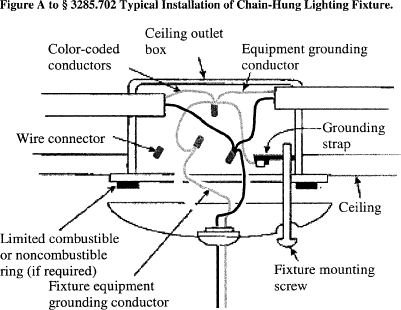 Figure A to § 3285.702 Typical Installation of Chain-Hung Lighting Fixture.
Ceiling outlet
box
Color-coded
conductors
Equipment grounding
conductor
Wire connector
Grounding
strap
Ceiling
Limited combustible
or noncombustible
ring (if required)
Fixture equipment
grounding conductor
Fixture mounting
screw